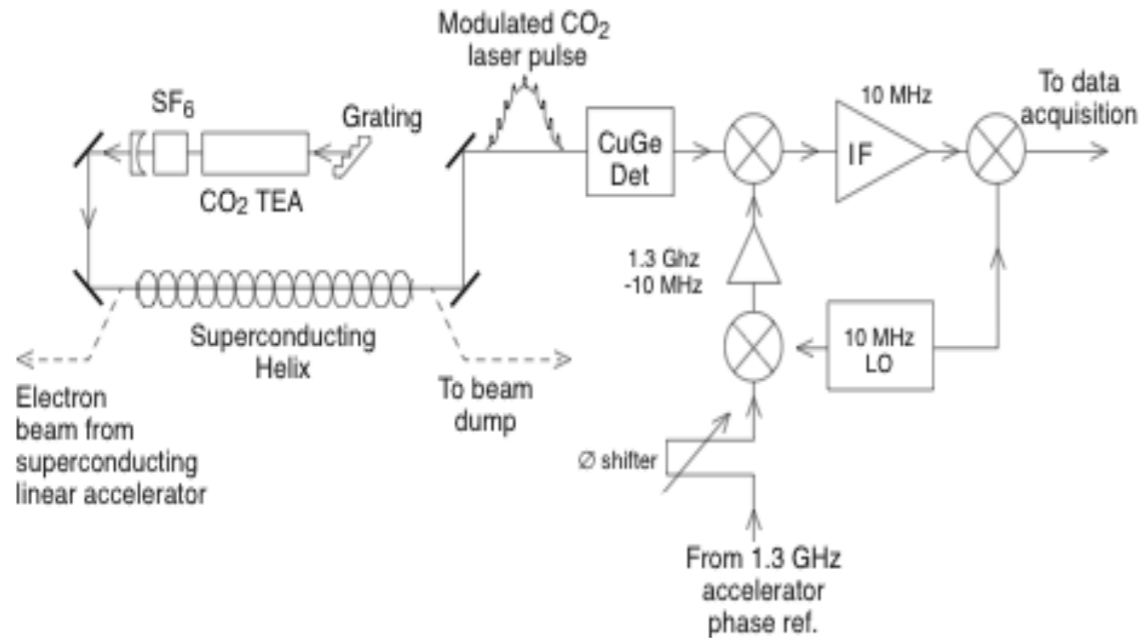 Modulated CO2
laser pulse
SF6
Grating
CO2 TEA
CuGe
Det
10 MHz
IF
To data
acquisition
1.3 Ghz
-10 MHz
10 MHz
LO
Superconducting
Helix
Electron
beam from
superconducting
linear accelerator
To beam
dump
Ø shifter
From 1.3 GHz
accelerator
phase ref.